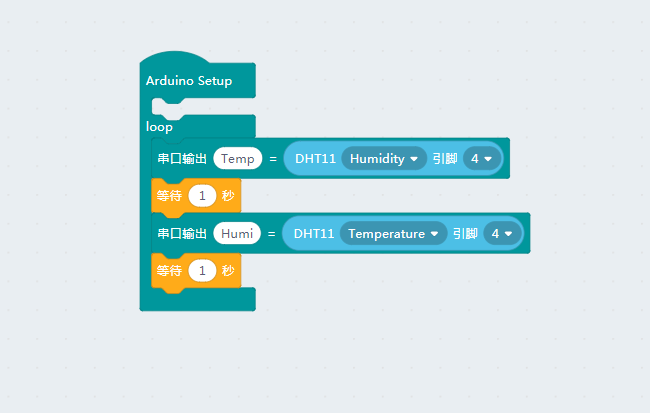 Arduino Setup
loop
串口输出 Temp = DHT11 Humidity 引脚 4
等待 1 秒
串口输出 Humi = DHT11 Temperature 引脚 4
等待 1 秒